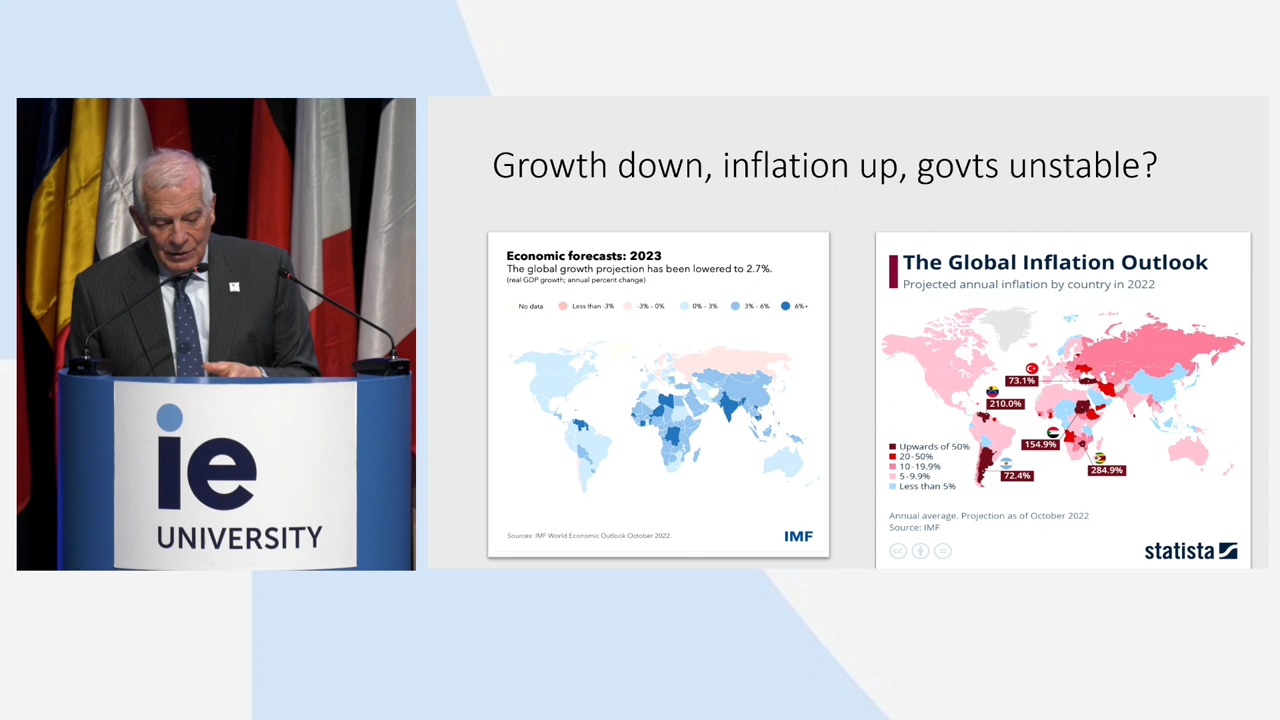 Growth down, inflation up, govts unstable?
ie
UNIVERSITY
Economic forecasts: 2023
The global growth projection has been lowered to 2.7%.
(real GDP growth; annual percent change)
No data
Less than -3%
-3% - 0%
0% - 3%
3% - 6%
6%+
Sources: IMF World Economic Outlook October 2022.
IMF
The Global Inflation Outlook
Projected annual inflation by country in 2022
73.1%
210.0%
154.9%
284.9%
72.4%
Upwards of 50%
20-50%
10-19.9%
5-9.9%
Less than 5%
Annual average. Projection as of October 2022
Source: IMF
statista